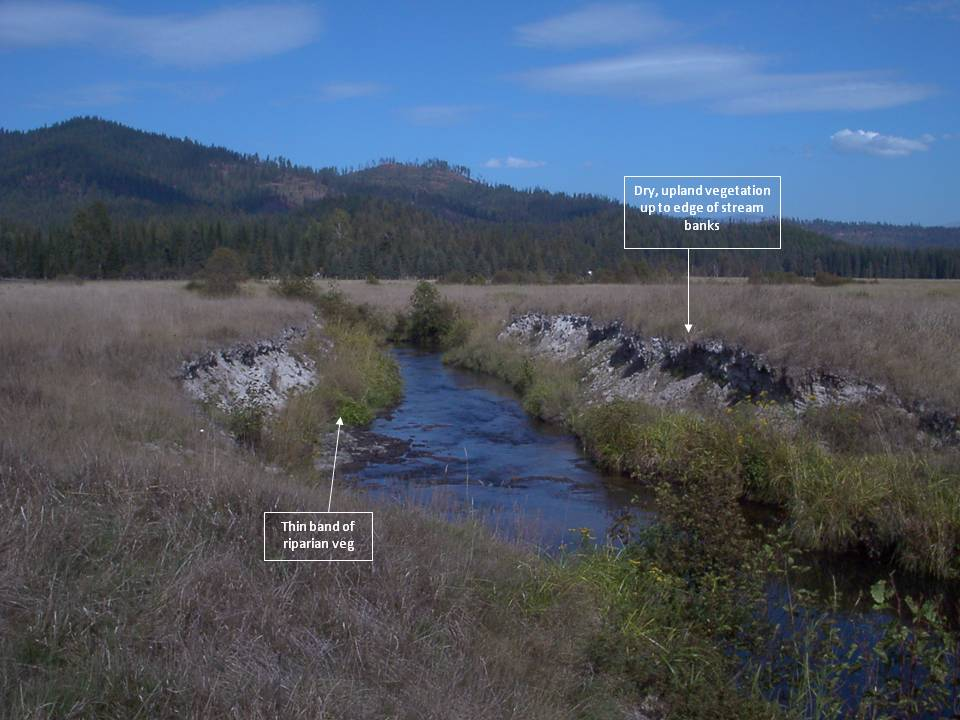 Dry, upland vegetation
up to edge of stream
banks
Thin band of
riparian veg